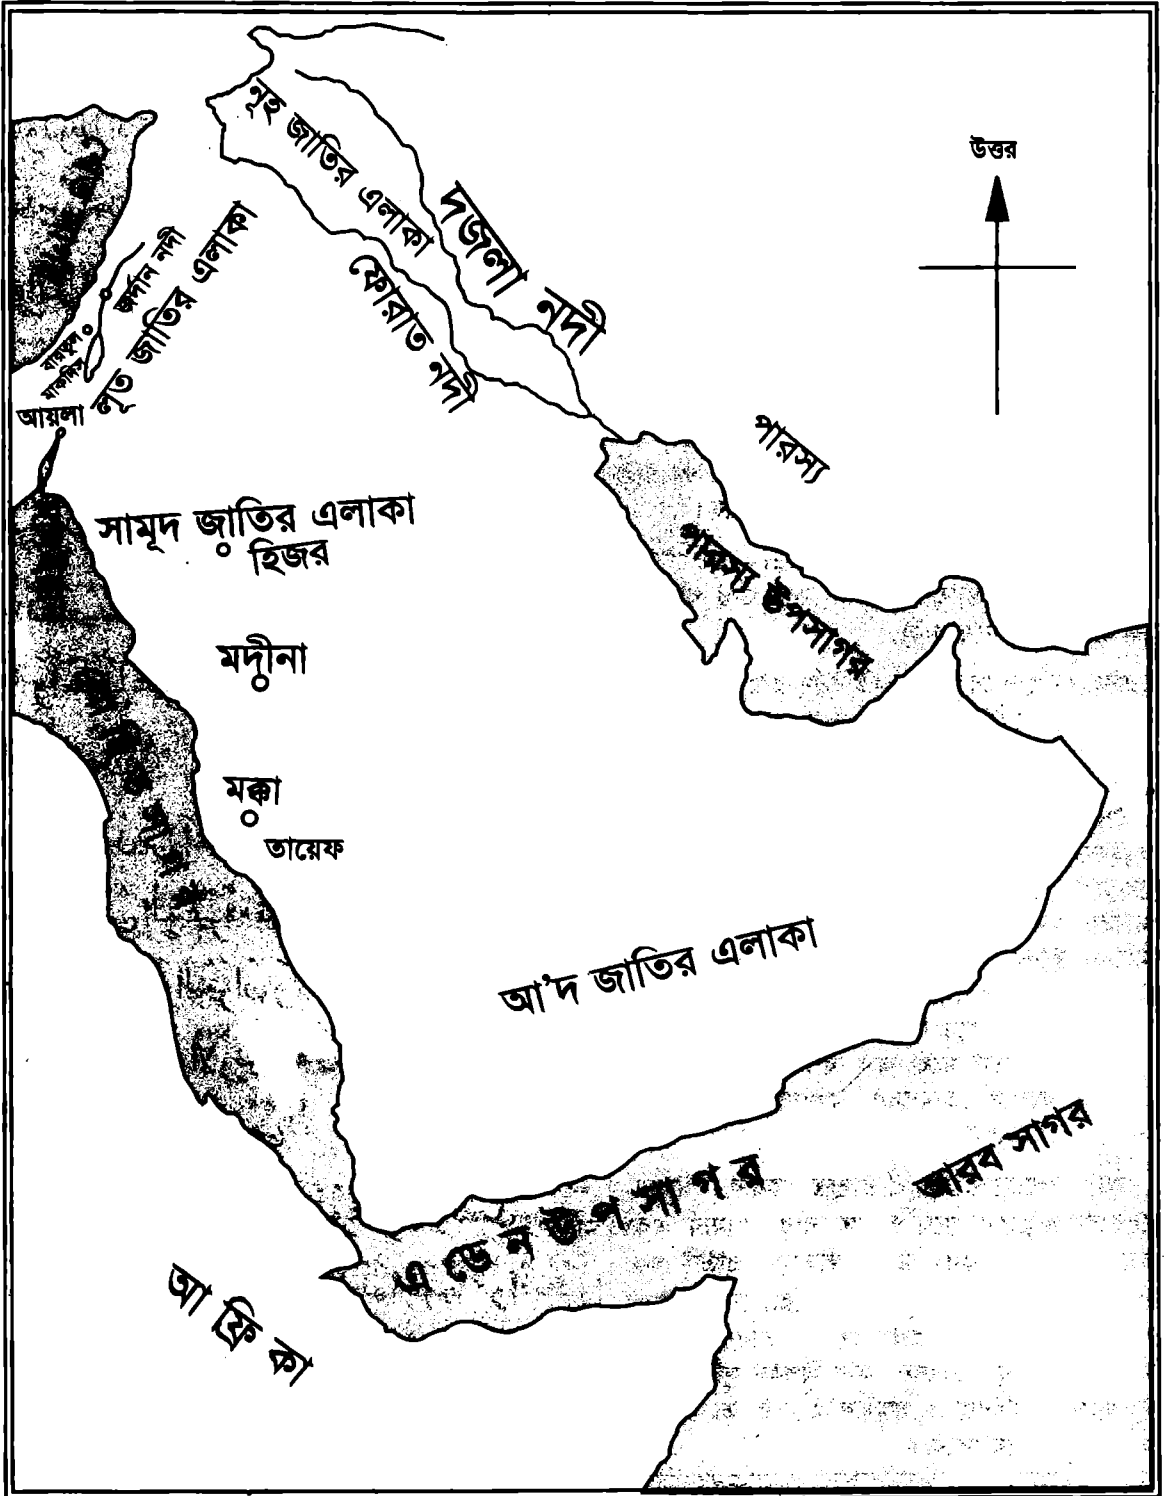 উত্তর
নূহ জাতির এলাকা
দজলা নদী
ফোরাত নদী
জর্দান নদী
লূত জাতির এলাকা
বায়তুল
মাকদিস
আয়লা
পারস্য
সামূদ জাতির এলাকা
হিজর
পারস্য উপসাগর
মদীনা
মক্কা
তায়েফ
আ'দ জাতির এলাকা
আরব সাগর
এডেন উপসাগর
আফ্রিকা